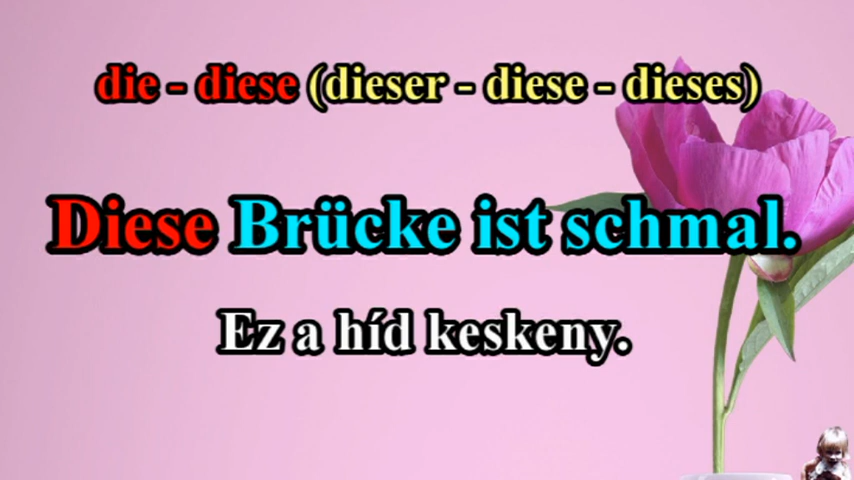 die - diese (dieser - diese - dieses)
Diese Brücke ist schmal.
Ez a híd keskeny.